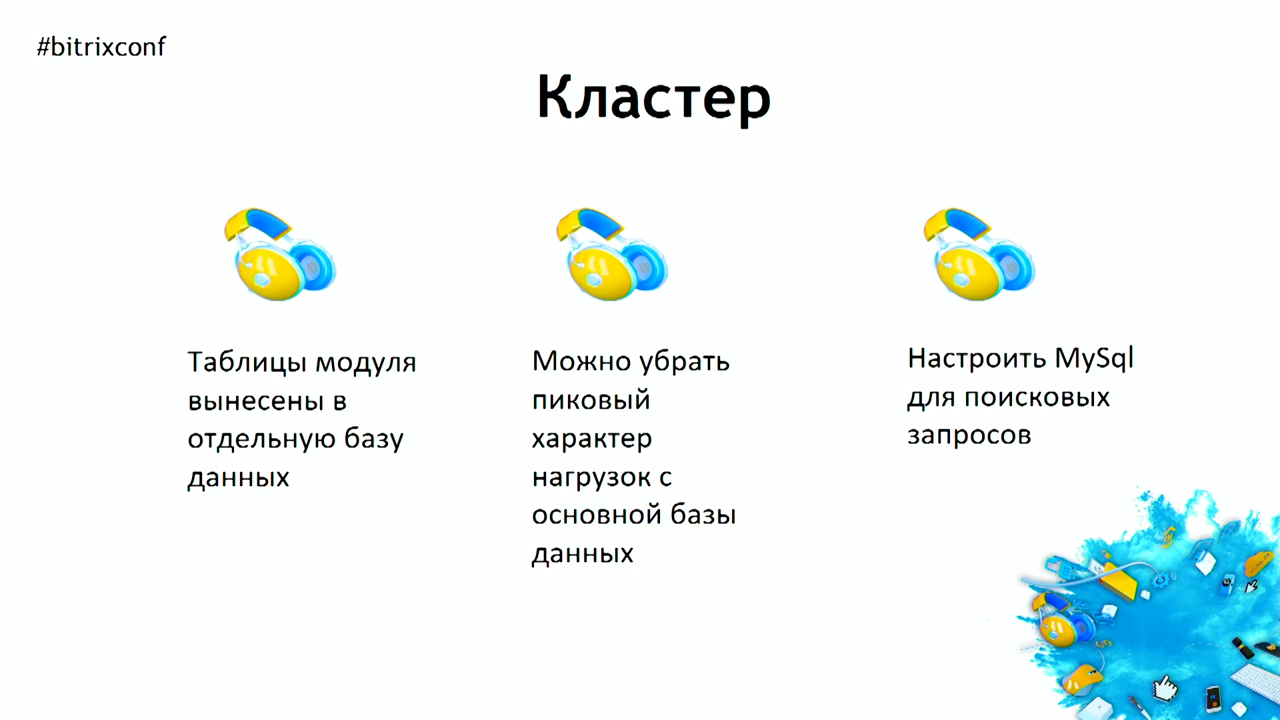 #bitrixconf
Кластер
Таблицы модуля
вынесены в
отдельную базу
данных
Можно убрать
пиковый
характер
нагрузок с
основной базы
данных
Настроить MySql
для поисковых
запросов